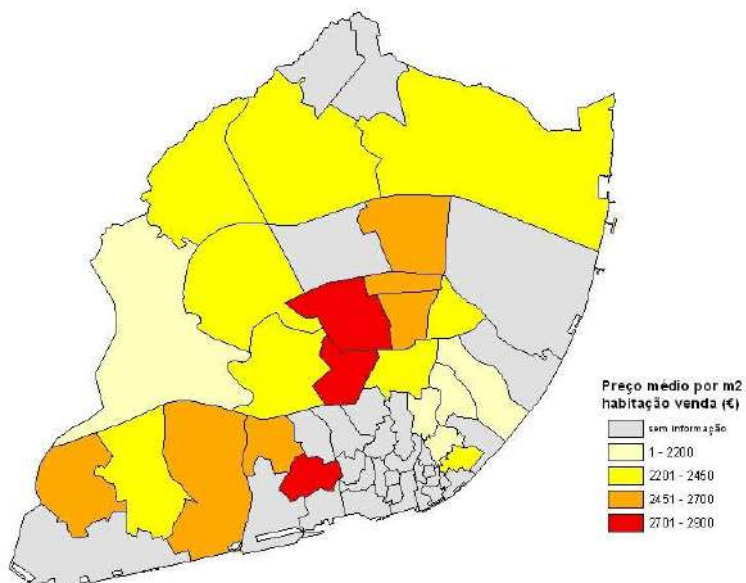 Preço médio por m2
habitação venda (€)
sem informação
1 - 2200
2201 - 2450
2451 - 2700
2701 - 2900